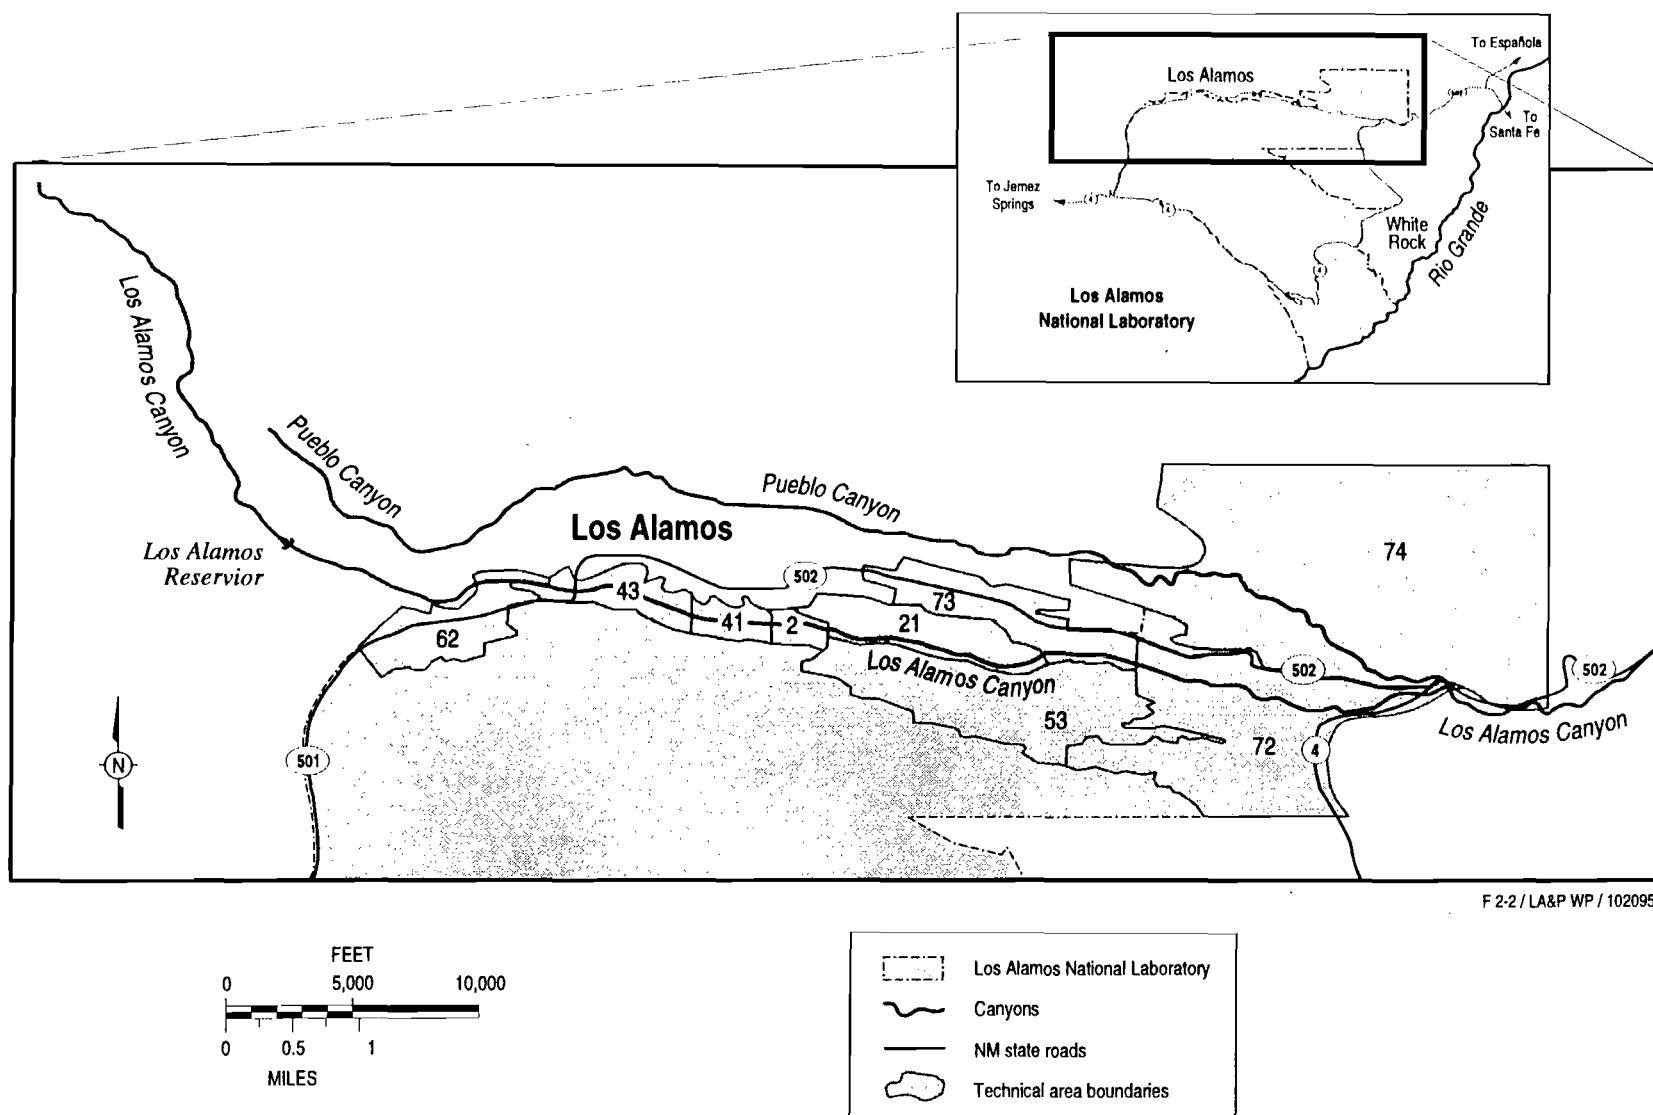 To Española
Los Alamos
To
Santa Fe
To Jemez
Springs
4
4
White
Rock
Rio Grande
4
Los Alamos
National Laboratory
Los Alamos Canyon
Pueblo Canyon
Pueblo Canyon
Los Alamos
Los Alamos
Reservior
74
502
43
73
41
2
21
62
Los Alamos Canyon
502
502
53
72
4
Los Alamos Canyon
501
N
F 2-2 / LA&P WP / 102095
FEET
0 5,000 10,000
0 0.5 1
MILES
Los Alamos National Laboratory
Canyons
NM state roads
Technical area boundaries